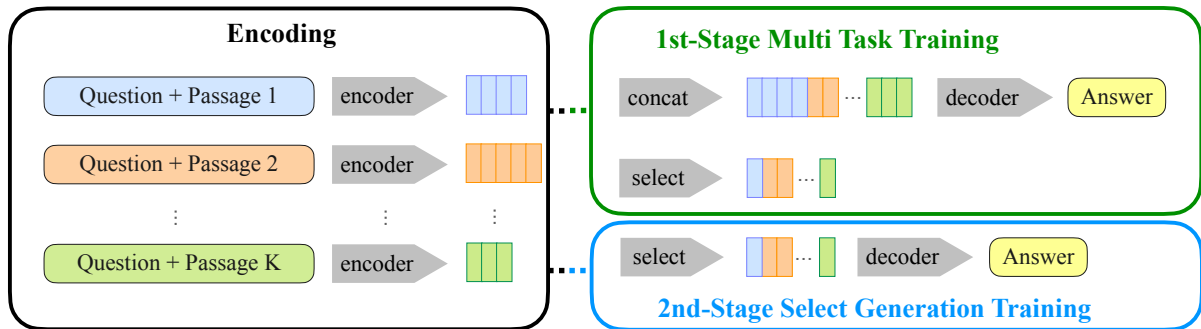 Encoding
Question + Passage 1
encoder
Question + Passage 2
encoder
⋮ ⋮ ⋮
Question + Passage K
encoder
1st-Stage Multi Task Training
concat
...
decoder
Answer
select
...
select
...
decoder
Answer
2nd-Stage Select Generation Training